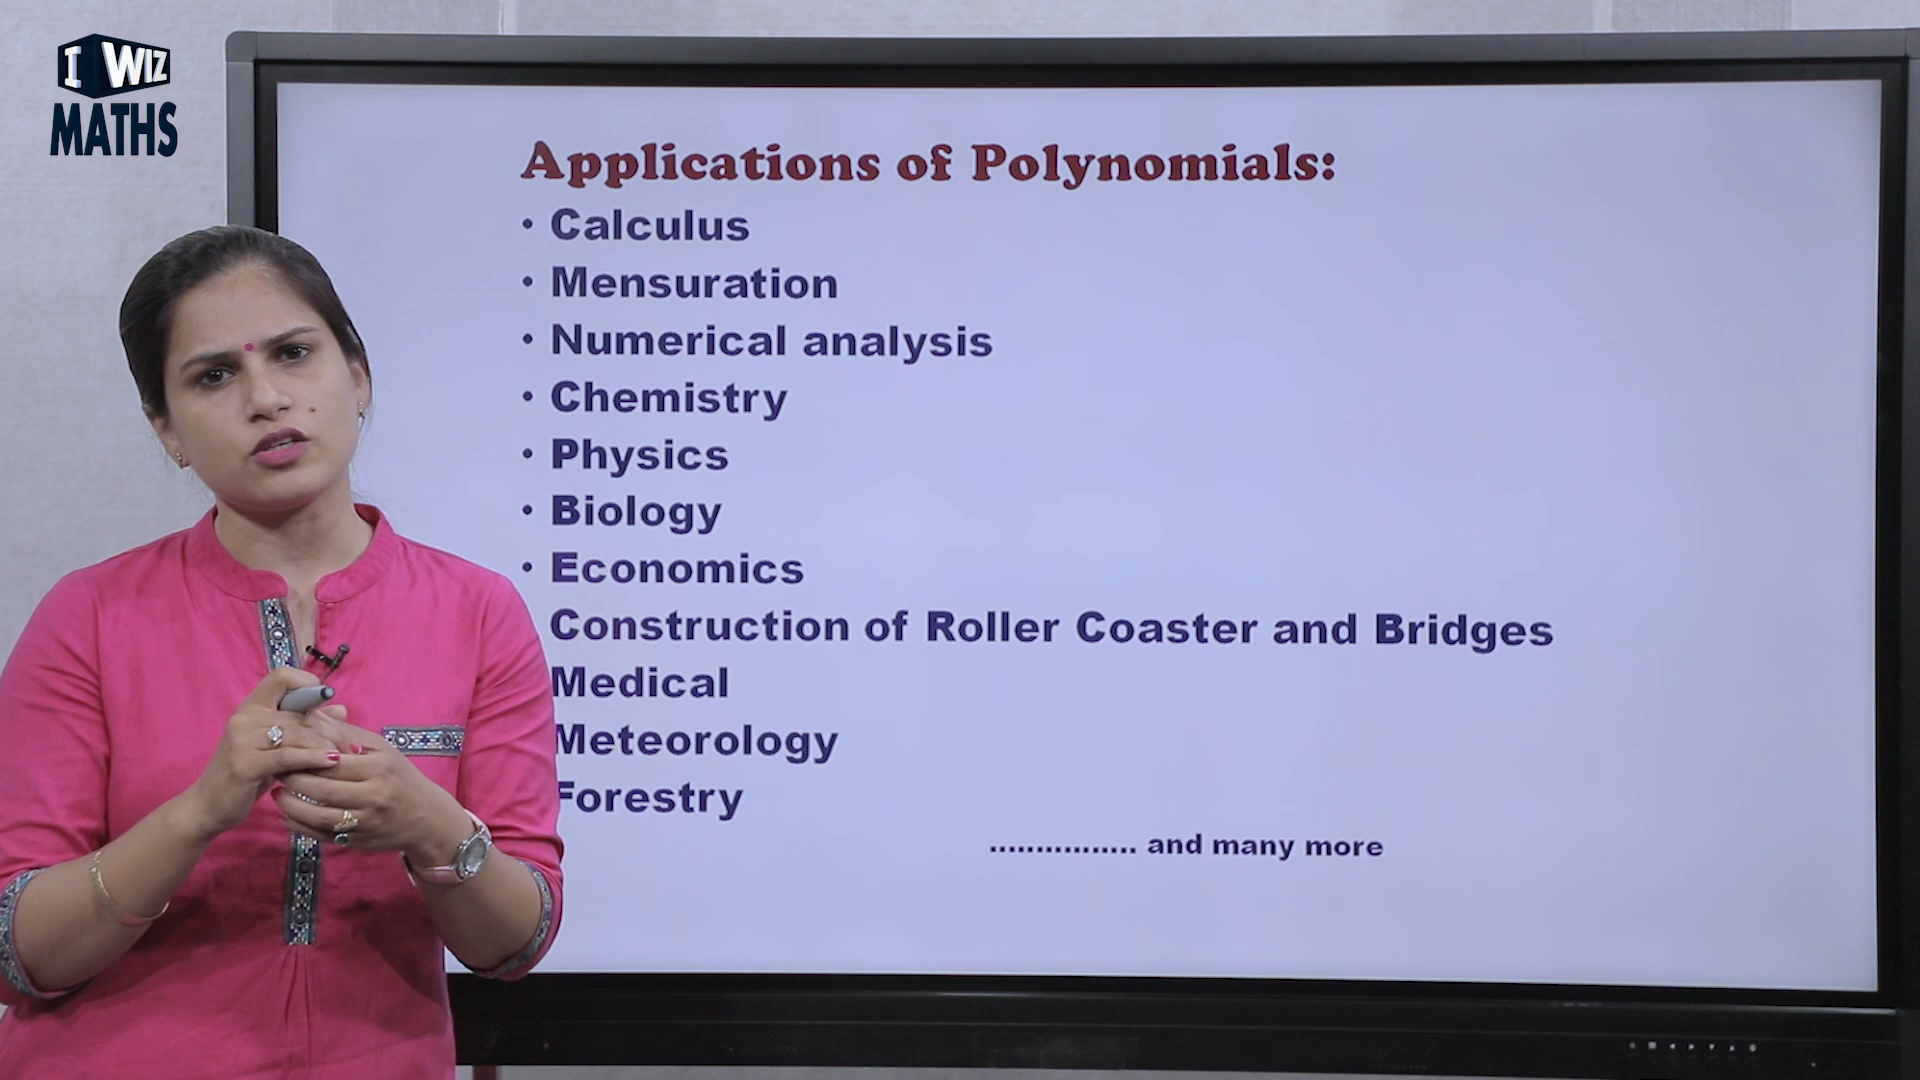 I WIZ
MATHS
Applications of Polynomials:
• Calculus
• Mensuration
• Numerical analysis
• Chemistry
• Physics
• Biology
• Economics
Construction of Roller Coaster and Bridges
Medical
Meteorology
Forestry
................ and many more